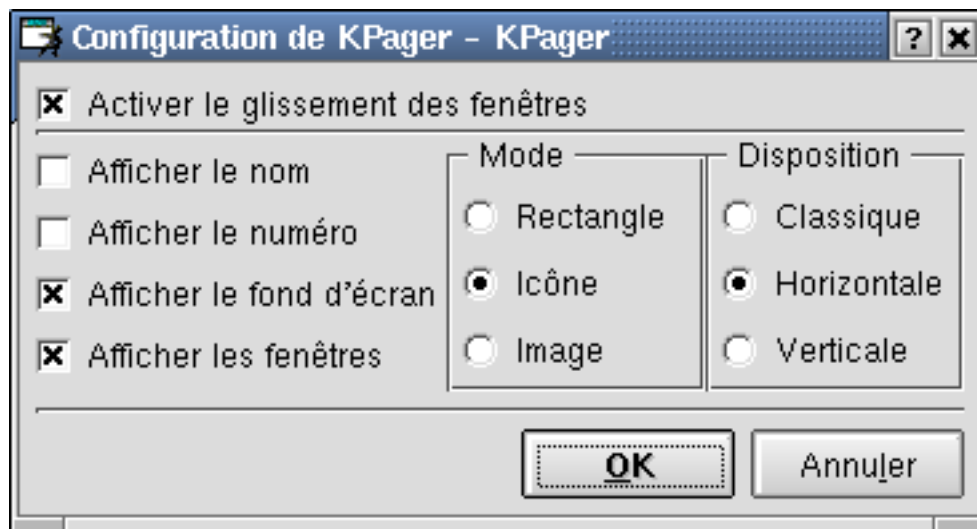 Configuration de KPager - KPager
Activer le glissement des fenêtres
Afficher le nom
Afficher le numéro
Afficher le fond d'écran
Afficher les fenêtres
Mode
Rectangle
Icône
Image
Disposition
Classique
Horizontale
Verticale
OK
Annuler